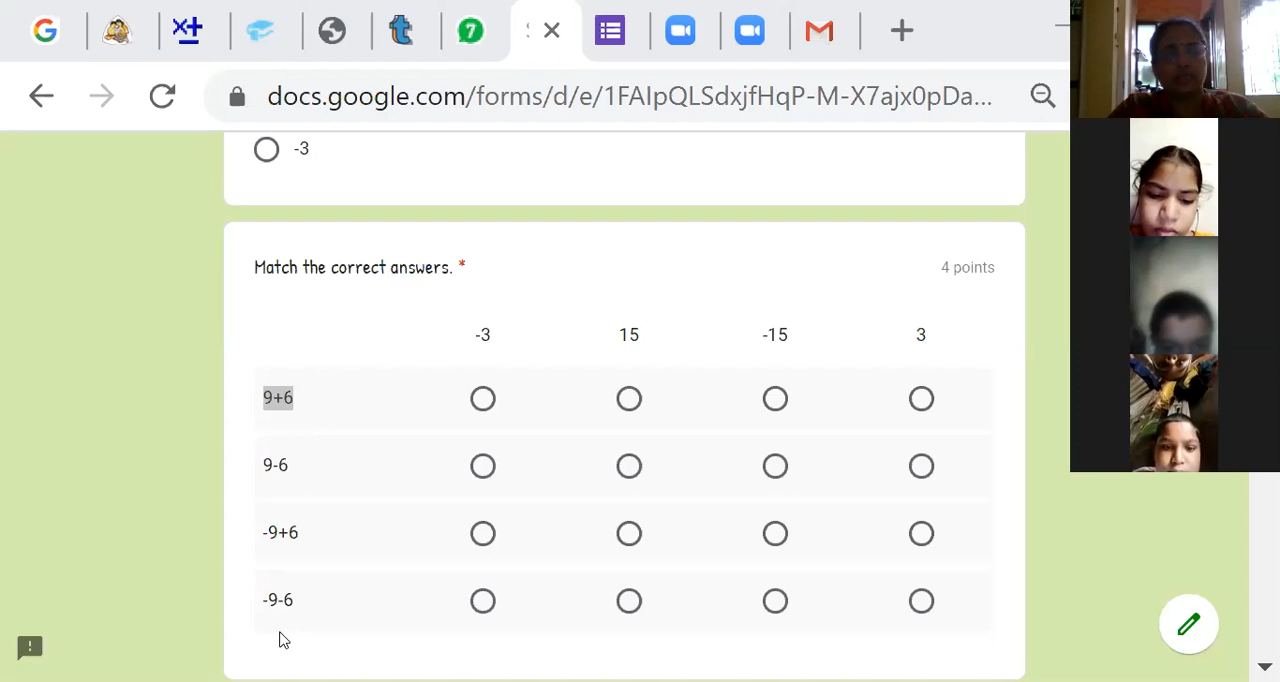 7
docs.google.com/forms/d/e/1FAIpQLSdxjfHqP-M-X7ajx0pDa...
-3
Match the correct answers. *
4 points
-3 15 -15 3
9+6
9-6
-9+6
-9-6